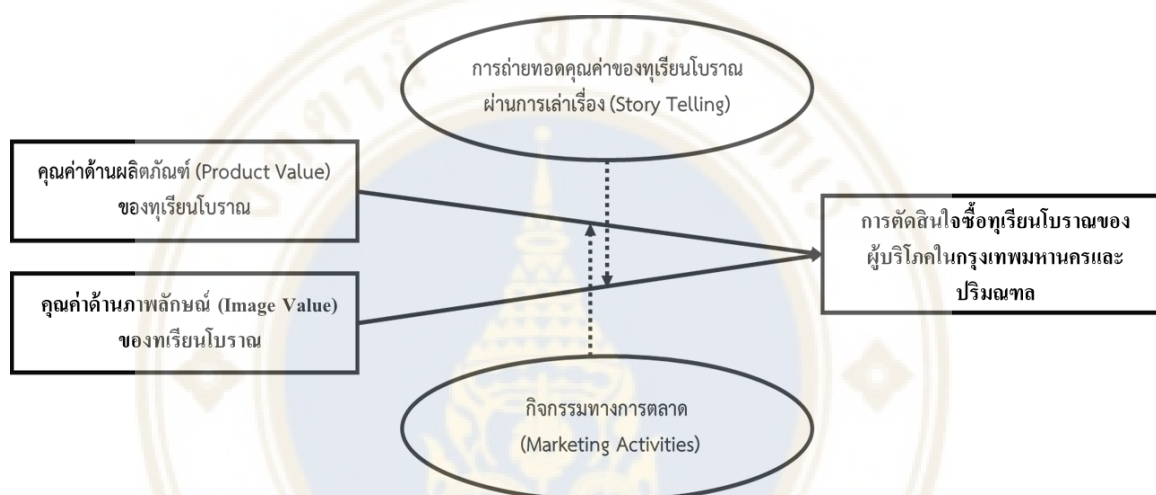 การถ่ายทอดคุณค่าของทุเรียนโบราณ
ผ่านการเล่าเรื่อง (Story Telling)
คุณค่าด้านผลิตภัณฑ์ (Product Value)
ของทุเรียนโบราณ
การตัดสินใจซื้อทุเรียนโบราณของ
ผู้บริโภคในกรุงเทพมหานครและ
ปริมณฑล
คุณค่าด้านภาพลักษณ์ (Image Value)
ของทเรียนโบราณ
กิจกรรมทางการตลาด
(Marketing Activities)